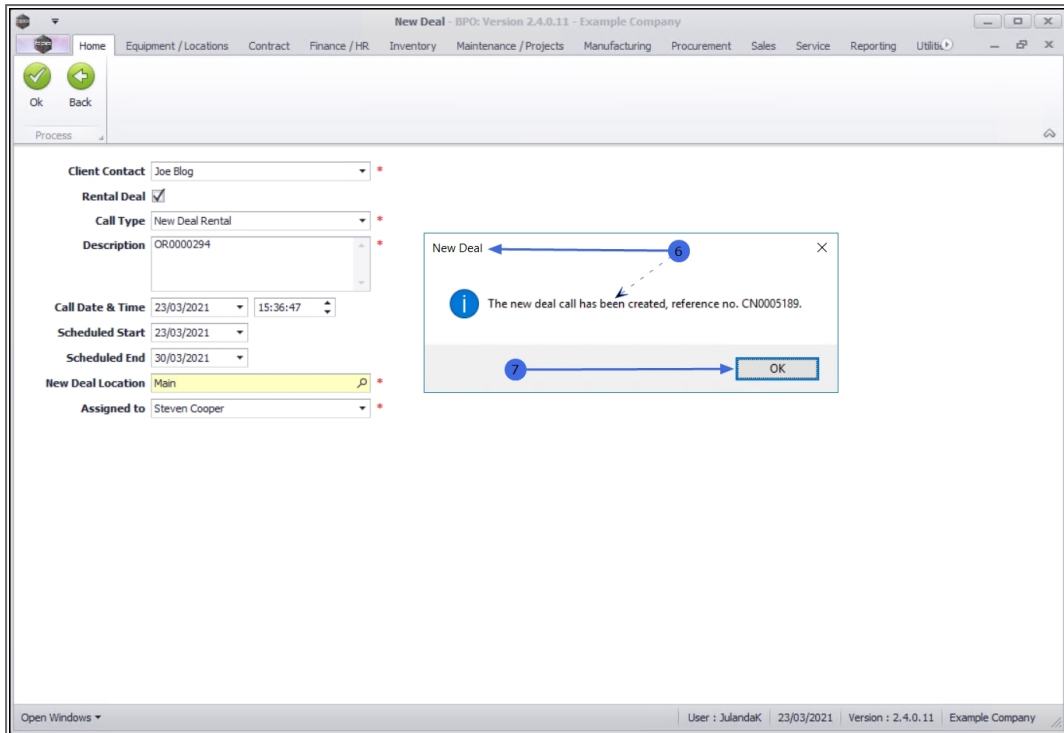 New Deal - BPO: Version 2.4.0.11 - Example Company
Home Equipment / Locations Contract Finance / HR Inventory Maintenance / Projects Manufacturing Procurement Sales Service Reporting
Ok Back
Process
Client Contact Joe Blog *
Rental Deal
Call Type New Deal Rental *
Description OR0000294 *
New Deal 6
The new deal call has been created, reference no. CN0005189.
Call Date & Time 23/03/2021 15:36:47
Scheduled Start 23/03/2021
Scheduled End 30/03/2021
7 OK
New Deal Location Main *
Assigned to Steven Cooper *
Open Windows User : JulandaK 23/03/2021 Version : 2.4.0.11 Example Company